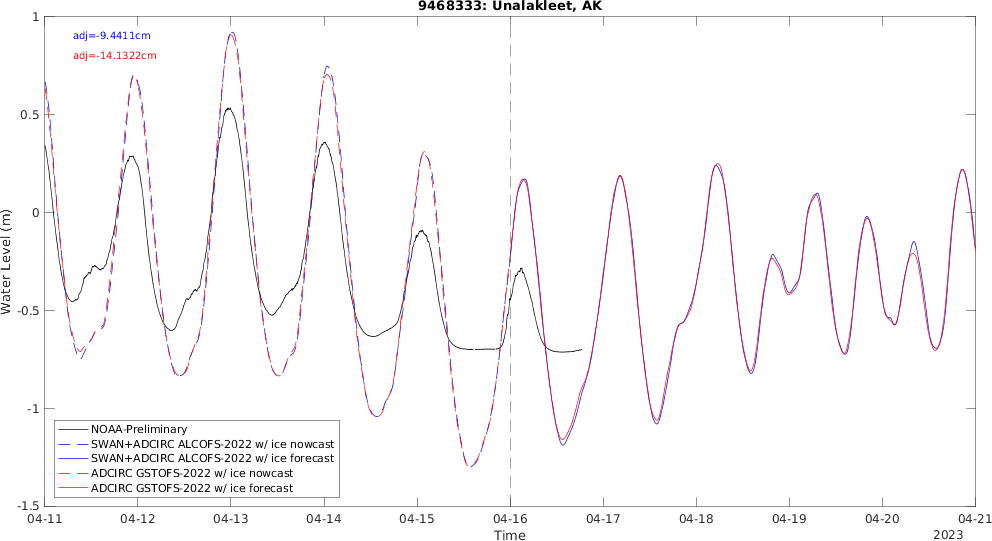 9468333: Unalakleet, AK
adj=-9.4411cm
adj=-14.1322cm
1
0.5
0
-0.5
-1
-1.5
Water Level (m)
NOAA-Preliminary
SWAN+ADCIRC ALCOFS-2022 w/ ice nowcast
SWAN+ADCIRC ALCOFS-2022 w/ ice forecast
ADCIRC GSTOFS-2022 w/ ice nowcast
ADCIRC GSTOFS-2022 w/ ice forecast
04-11 04-12 04-13 04-14 04-15 04-16 04-17 04-18 04-19 04-20 04-21
Time
2023